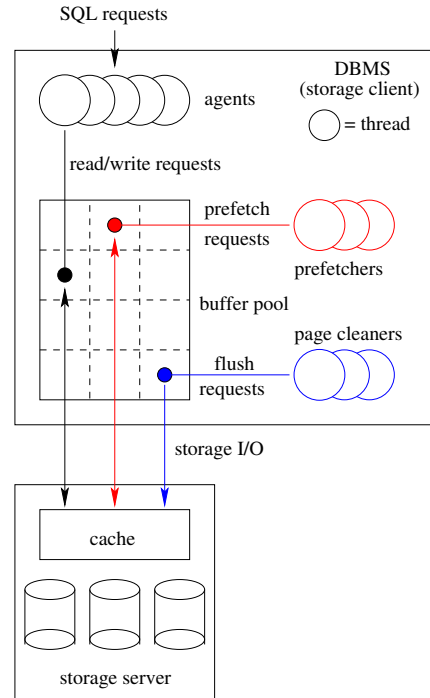 SQL requests
DBMS
(storage client)
agents
= thread
read/write requests
prefetch
requests
prefetchers
buffer pool
page cleaners
flush
requests
storage I/O
cache
storage server